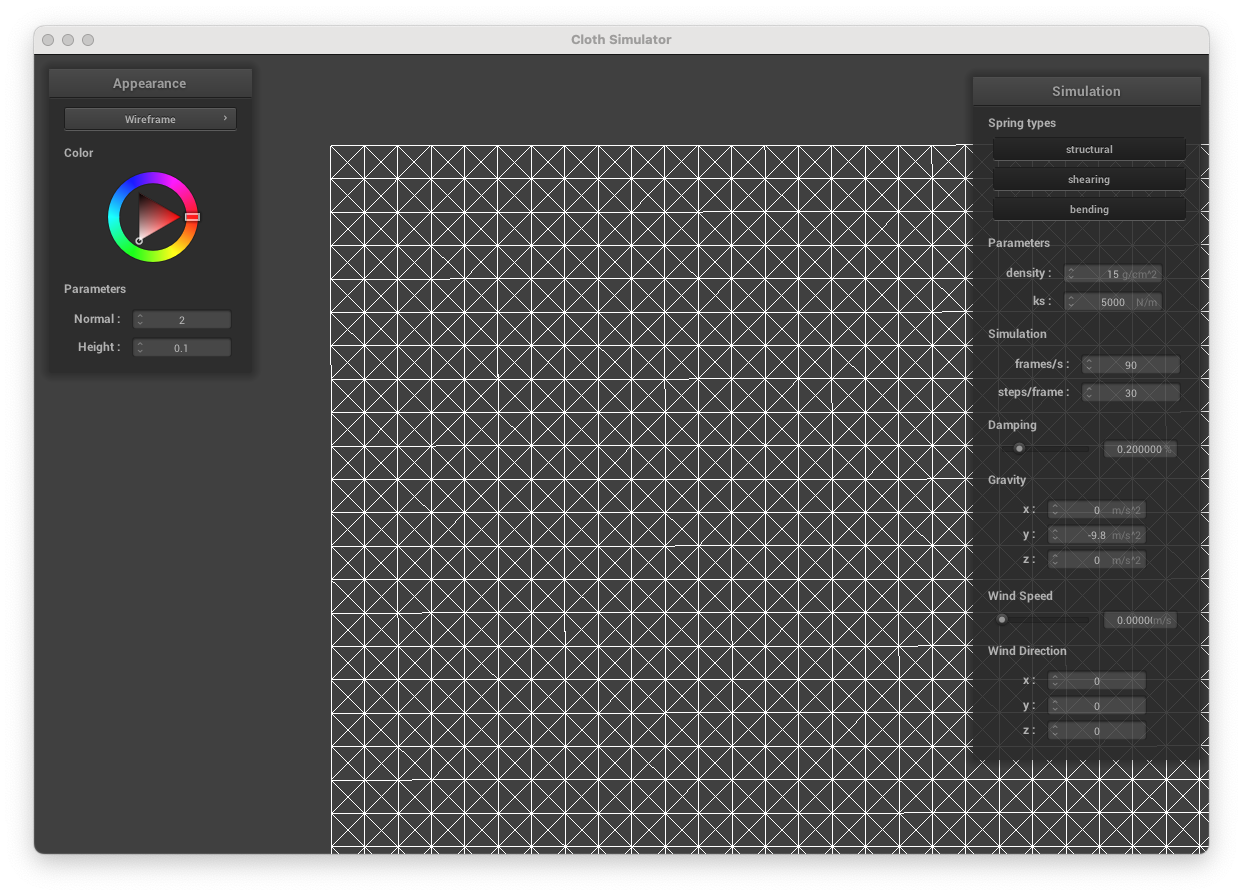 Cloth Simulator
Appearance
Wireframe
Color
Parameters
Normal : 2
Height : 0.1
Simulation
Spring types
structural
shearing
bending
Parameters
density : 15 g/cm^2
ks : 5000 N/m
Simulation
frames/s : 90
steps/frame : 30
Damping
0.200000 %
Gravity
x : 0 m/s^2
y : -9.8 m/s^2
z : 0 m/s^2
Wind Speed
0.0000 m/s
Wind Direction
x : 0
y : 0
z : 0